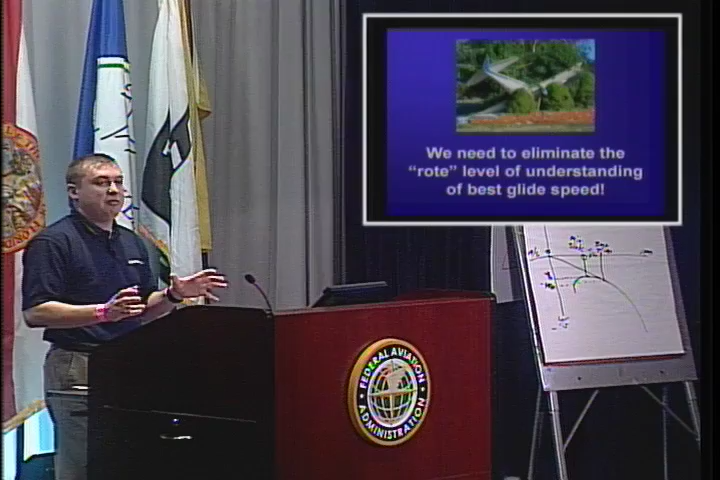 We need to eliminate the
“rote” level of understanding
of best glide speed!
FEDERAL AVIATION
ADMINISTRATION